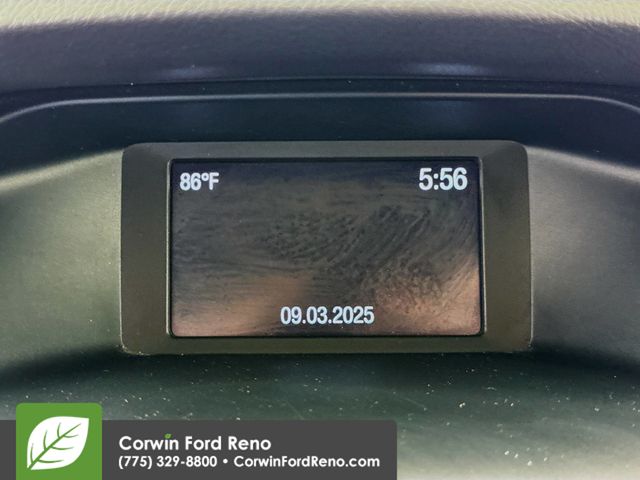 86°F
5:56
09.03.2025
Corwin Ford Reno
(775) 329-8800 • CorwinFordReno.com